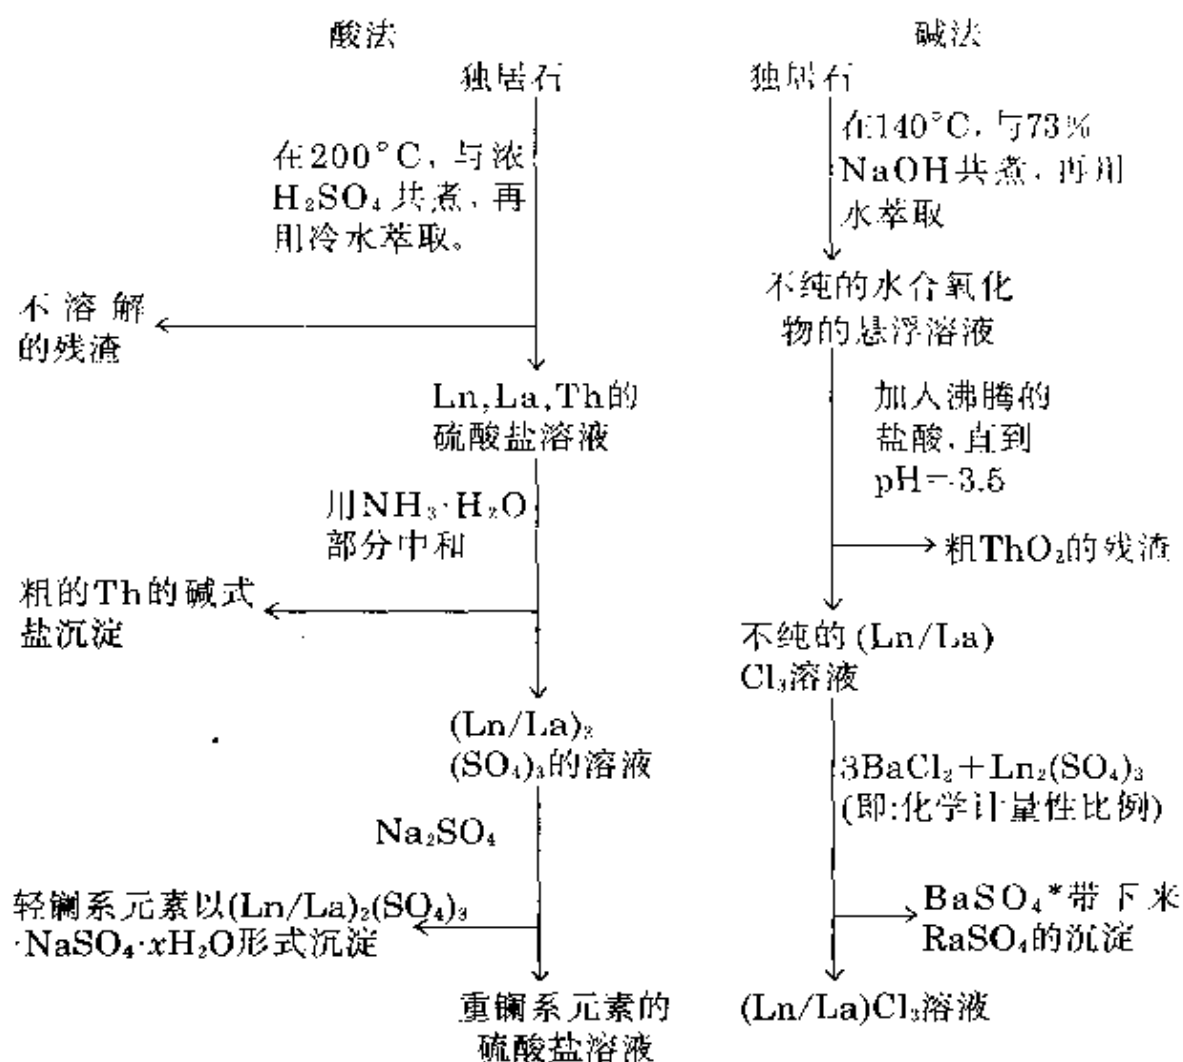 酸法
独居石
在200°C，与浓
H₂SO₄共煮，再
用冷水萃取。
不溶解
的残渣
Ln,La,Th的
硫酸盐溶液
用NH₃·H₂O
部分中和
粗的Th的碱式
盐沉淀
(Ln/La)₂
(SO₄)₃的溶液
Na₂SO₄
轻镧系元素以(Ln/La)₂(SO₄)₃
·NaSO₄·xH₂O形式沉淀
重镧系元素的
硫酸盐溶液
碱法
独居石
在140°C，与73%
NaOH共煮，再用
水萃取
不纯的水合氧化
物的悬浮溶液
加入沸腾的
盐酸，直到
pH=3.5
粗ThO₂的残渣
不纯的(Ln/La)
Cl₃溶液
3BaCl₂+Ln₂(SO₄)₃
(即:化学计量性比例)
BaSO₄*带下来
RaSO₄的沉淀
(Ln/La)Cl₃溶液